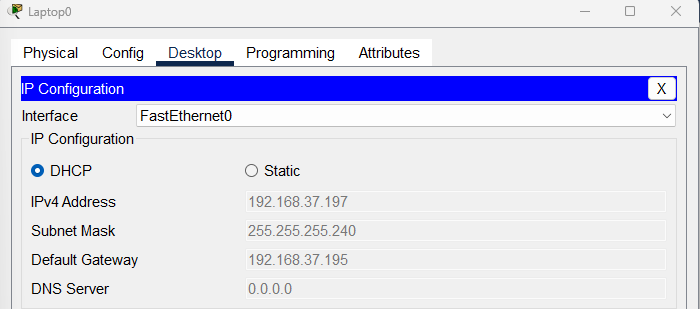 Laptop0
Physical Config Desktop Programming Attributes
IP Configuration X
Interface FastEthernet0
IP Configuration
DHCP Static
IPv4 Address 192.168.37.197
Subnet Mask 255.255.255.240
Default Gateway 192.168.37.195
DNS Server 0.0.0.0